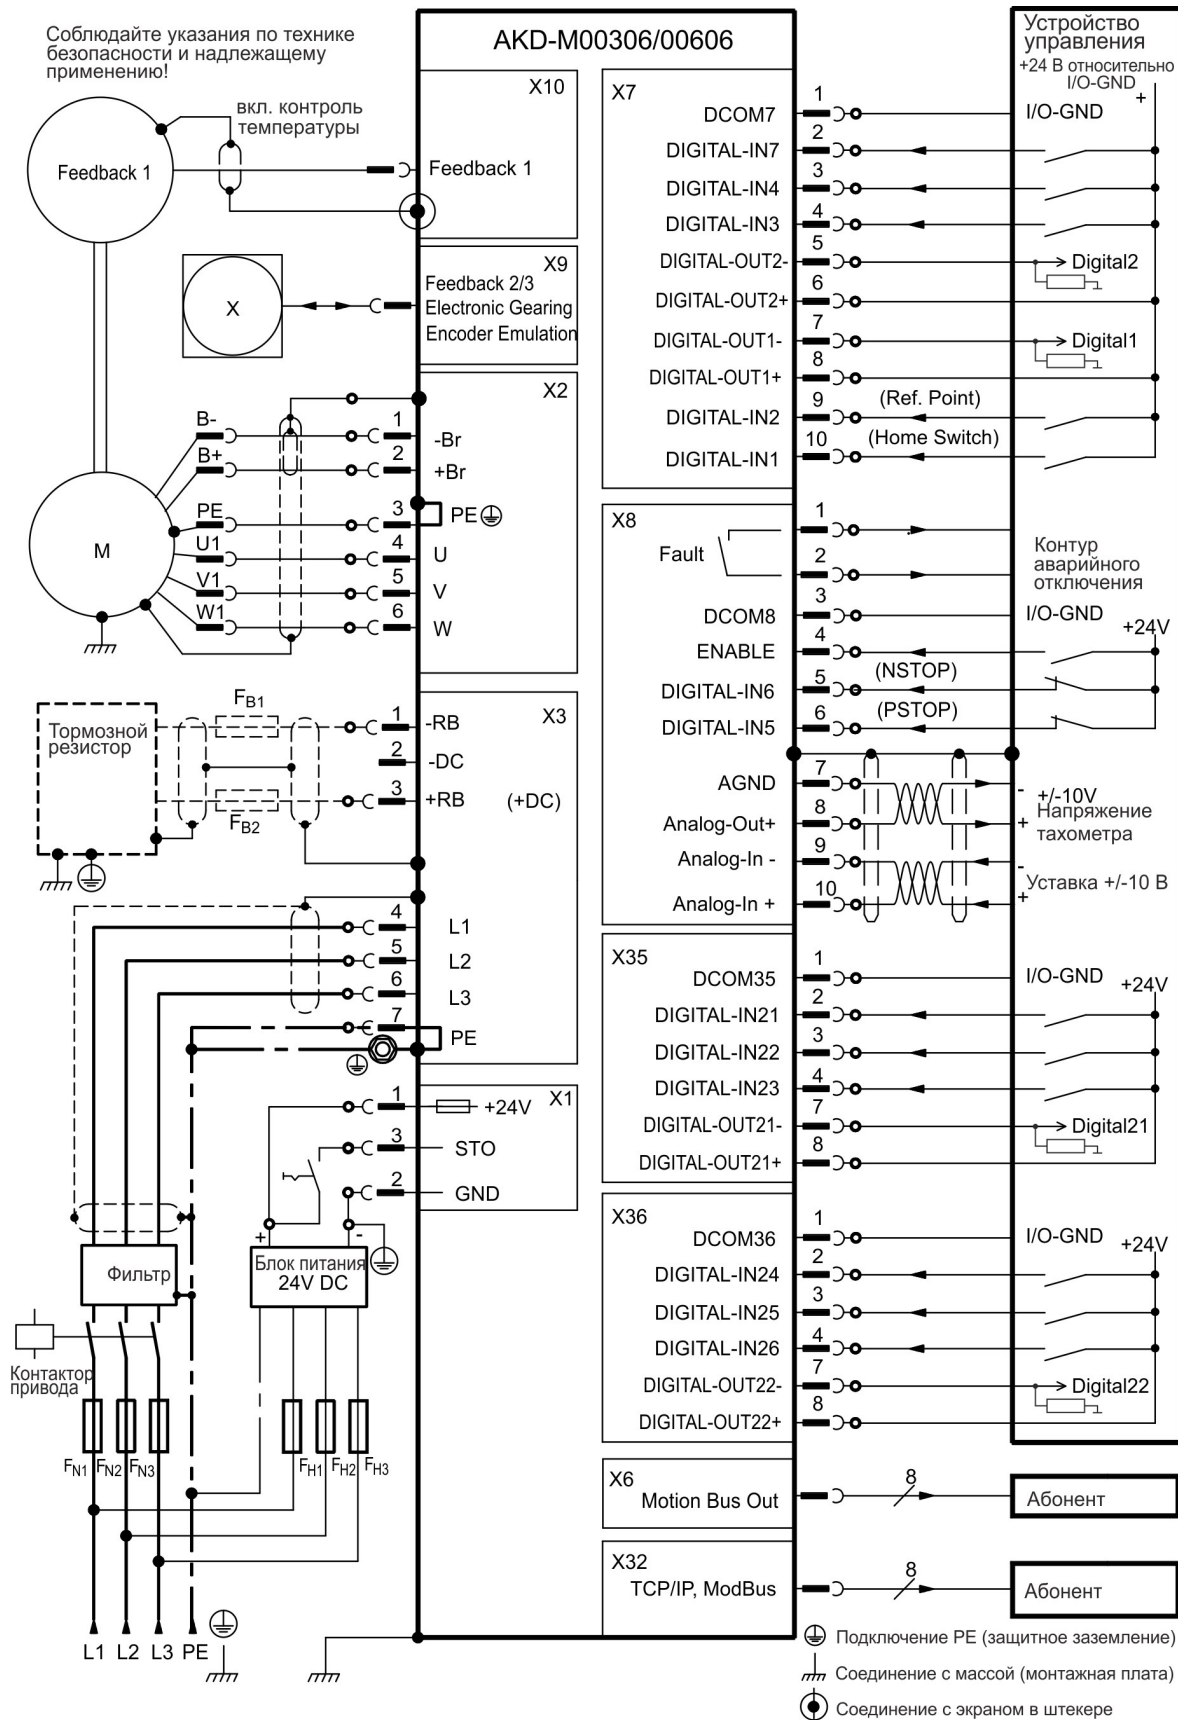 Соблюдайте указания по технике
безопасности и надлежащему
применению!
AKD-M00306/00606
Устройство
управления
+24 В относительно
I/O-GND
+
вкл. контроль
температуры
Feedback 1
X10
Feedback 1
X
X9
Feedback 2/3
Electronic Gearing
Encoder Emulation
X2
B-
1
-Br
B+
2
+Br
PE
3
PE
U1
4
U
V1
5
V
W1
6
W
M
X3
Тормозной
резистор
FB1
1
-RB
2
-DC
3
+RB
(+DC)
FB2
4
L1
5
L2
6
L3
7
PE
X1
1
+24V
3
STO
2
GND
+
-
Фильтр
Блок питания
24V DC
Контактор
привода
FN1
FN2
FN3
FH1
FH2
FH3
L1
L2
L3
PE
X7
DCOM7
1
I/O-GND
DIGITAL-IN7
2
DIGITAL-IN4
3
DIGITAL-IN3
4
DIGITAL-OUT2-
5
Digital2
DIGITAL-OUT2+
6
DIGITAL-OUT1-
7
Digital1
DIGITAL-OUT1+
8
DIGITAL-IN2
9
(Ref. Point)
DIGITAL-IN1
10
(Home Switch)
X8
Fault
1
2
Контур
аварийного
отключения
DCOM8
3
I/O-GND
+24V
ENABLE
4
DIGITAL-IN6
5
(NSTOP)
DIGITAL-IN5
6
(PSTOP)
AGND
7
-
+/-10V
Analog-Out+
8
+
Напряжение
тахометра
Analog-In -
9
-
Analog-In +
10
+
Уставка +/-10 В
X35
DCOM35
1
I/O-GND
+24V
DIGITAL-IN21
2
DIGITAL-IN22
3
DIGITAL-IN23
4
DIGITAL-OUT21-
7
Digital21
DIGITAL-OUT21+
8
X36
DCOM36
1
I/O-GND
+24V
DIGITAL-IN24
2
DIGITAL-IN25
3
DIGITAL-IN26
4
DIGITAL-OUT22-
7
Digital22
DIGITAL-OUT22+
8
X6
Motion Bus Out
8
Абонент
X32
TCP/IP, ModBus
8
Абонент
Подключение PE (защитное заземление)
Соединение с массой (монтажная плата)
Соединение с экраном в штекере